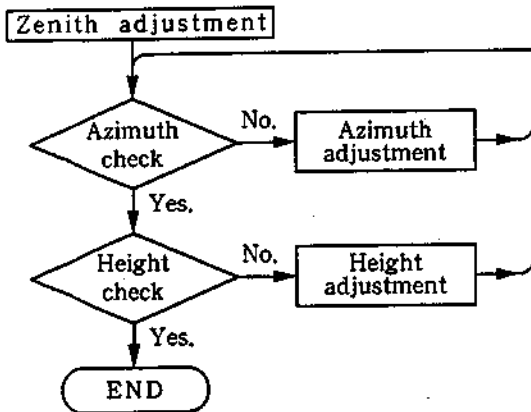 Zenith adjustment
Azimuth
check
No.
Azimuth
adjustment
Yes.
Height
check
No.
Height
adjustment
Yes.
END